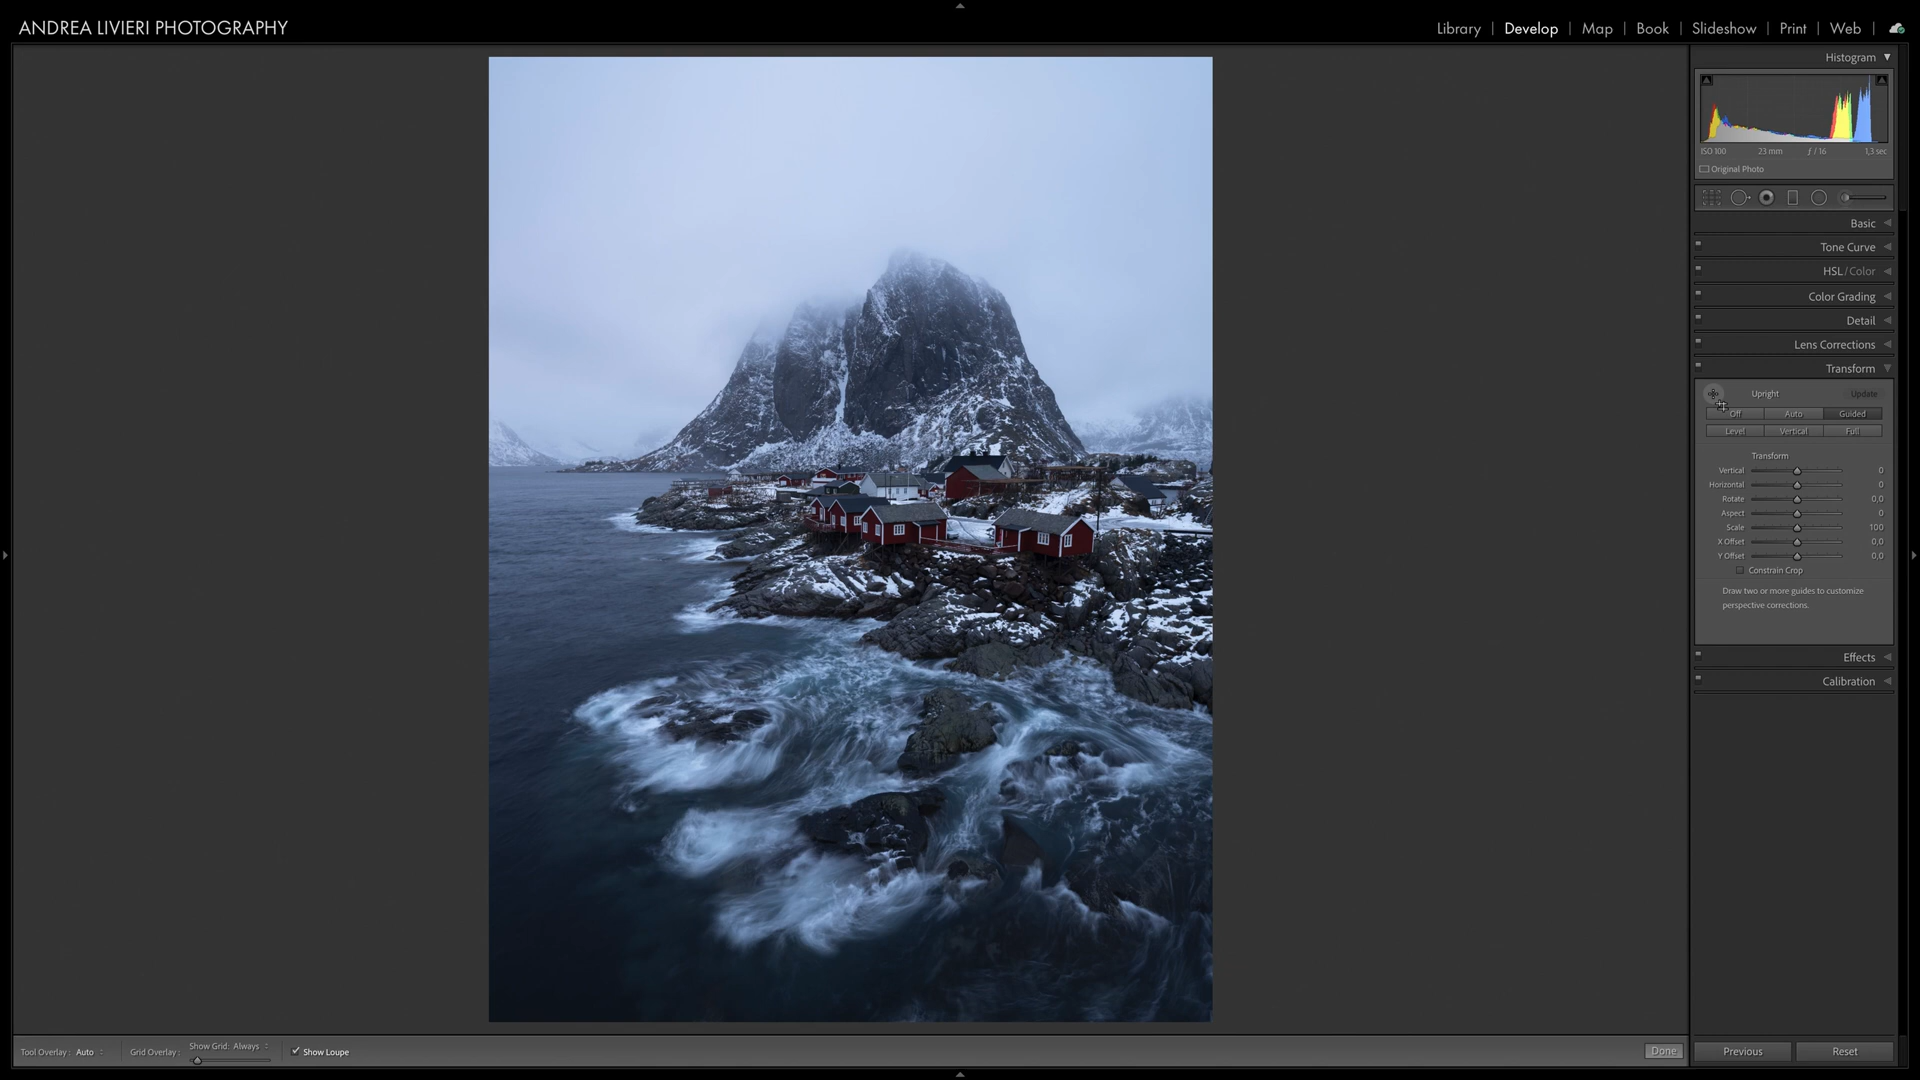 ANDREA LIVIERI PHOTOGRAPHY
Library | Develop | Map | Book | Slideshow | Print | Web |
Histogram
ISO 100 23 mm ƒ / 16 1,3 sec
Original Photo
Basic
Tone Curve
HSL / Color
Color Grading
Detail
Lens Corrections
Transform
Upright Update
Off Auto Guided
Level Vertical Full
Transform
Vertical 0
Horizontal 0
Rotate 0,0
Aspect 0
Scale 100
X Offset 0,0
Y Offset 0,0
Constrain Crop
Draw two or more guides to customize
perspective corrections.
Effects
Calibration
Tool Overlay: Auto Grid Overlay: Show Grid: Always Show Loupe Done Previous Reset